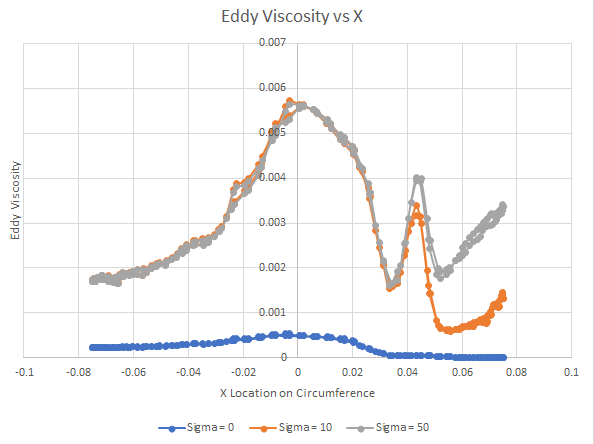 Eddy Viscosity vs X
0.007
0.006
0.005
0.004
0.003
0.002
0.001
0
Eddy Viscosity
-0.1 -0.08 -0.06 -0.04 -0.02 0 0.02 0.04 0.06 0.08 0.1
X Location on Circumference
Sigma = 0 Sigma = 10 Sigma = 50